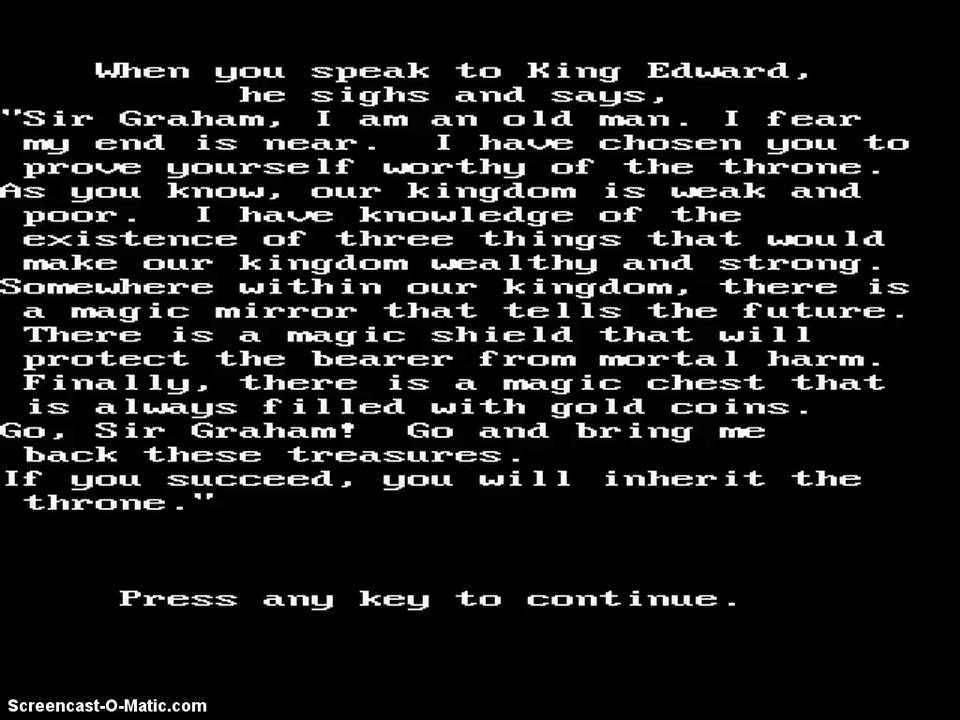 When you speak to King Edward,
he sighs and says,
"Sir Graham, I am an old man. I fear
my end is near.  I have chosen you to
prove yourself worthy of the throne.
As you know, our kingdom is weak and
poor.  I have knowledge of the
existence of three things that would
make our kingdom wealthy and strong.
Somewhere within our kingdom, there is
a magic mirror that tells the future.
There is a magic shield that will
protect the bearer from mortal harm.
Finally, there is a magic chest that
is always filled with gold coins.
Go, Sir Graham!  Go and bring me
back these treasures.
If you succeed, you will inherit the
throne."
Press any key to continue.
Screencast-O-Matic.com